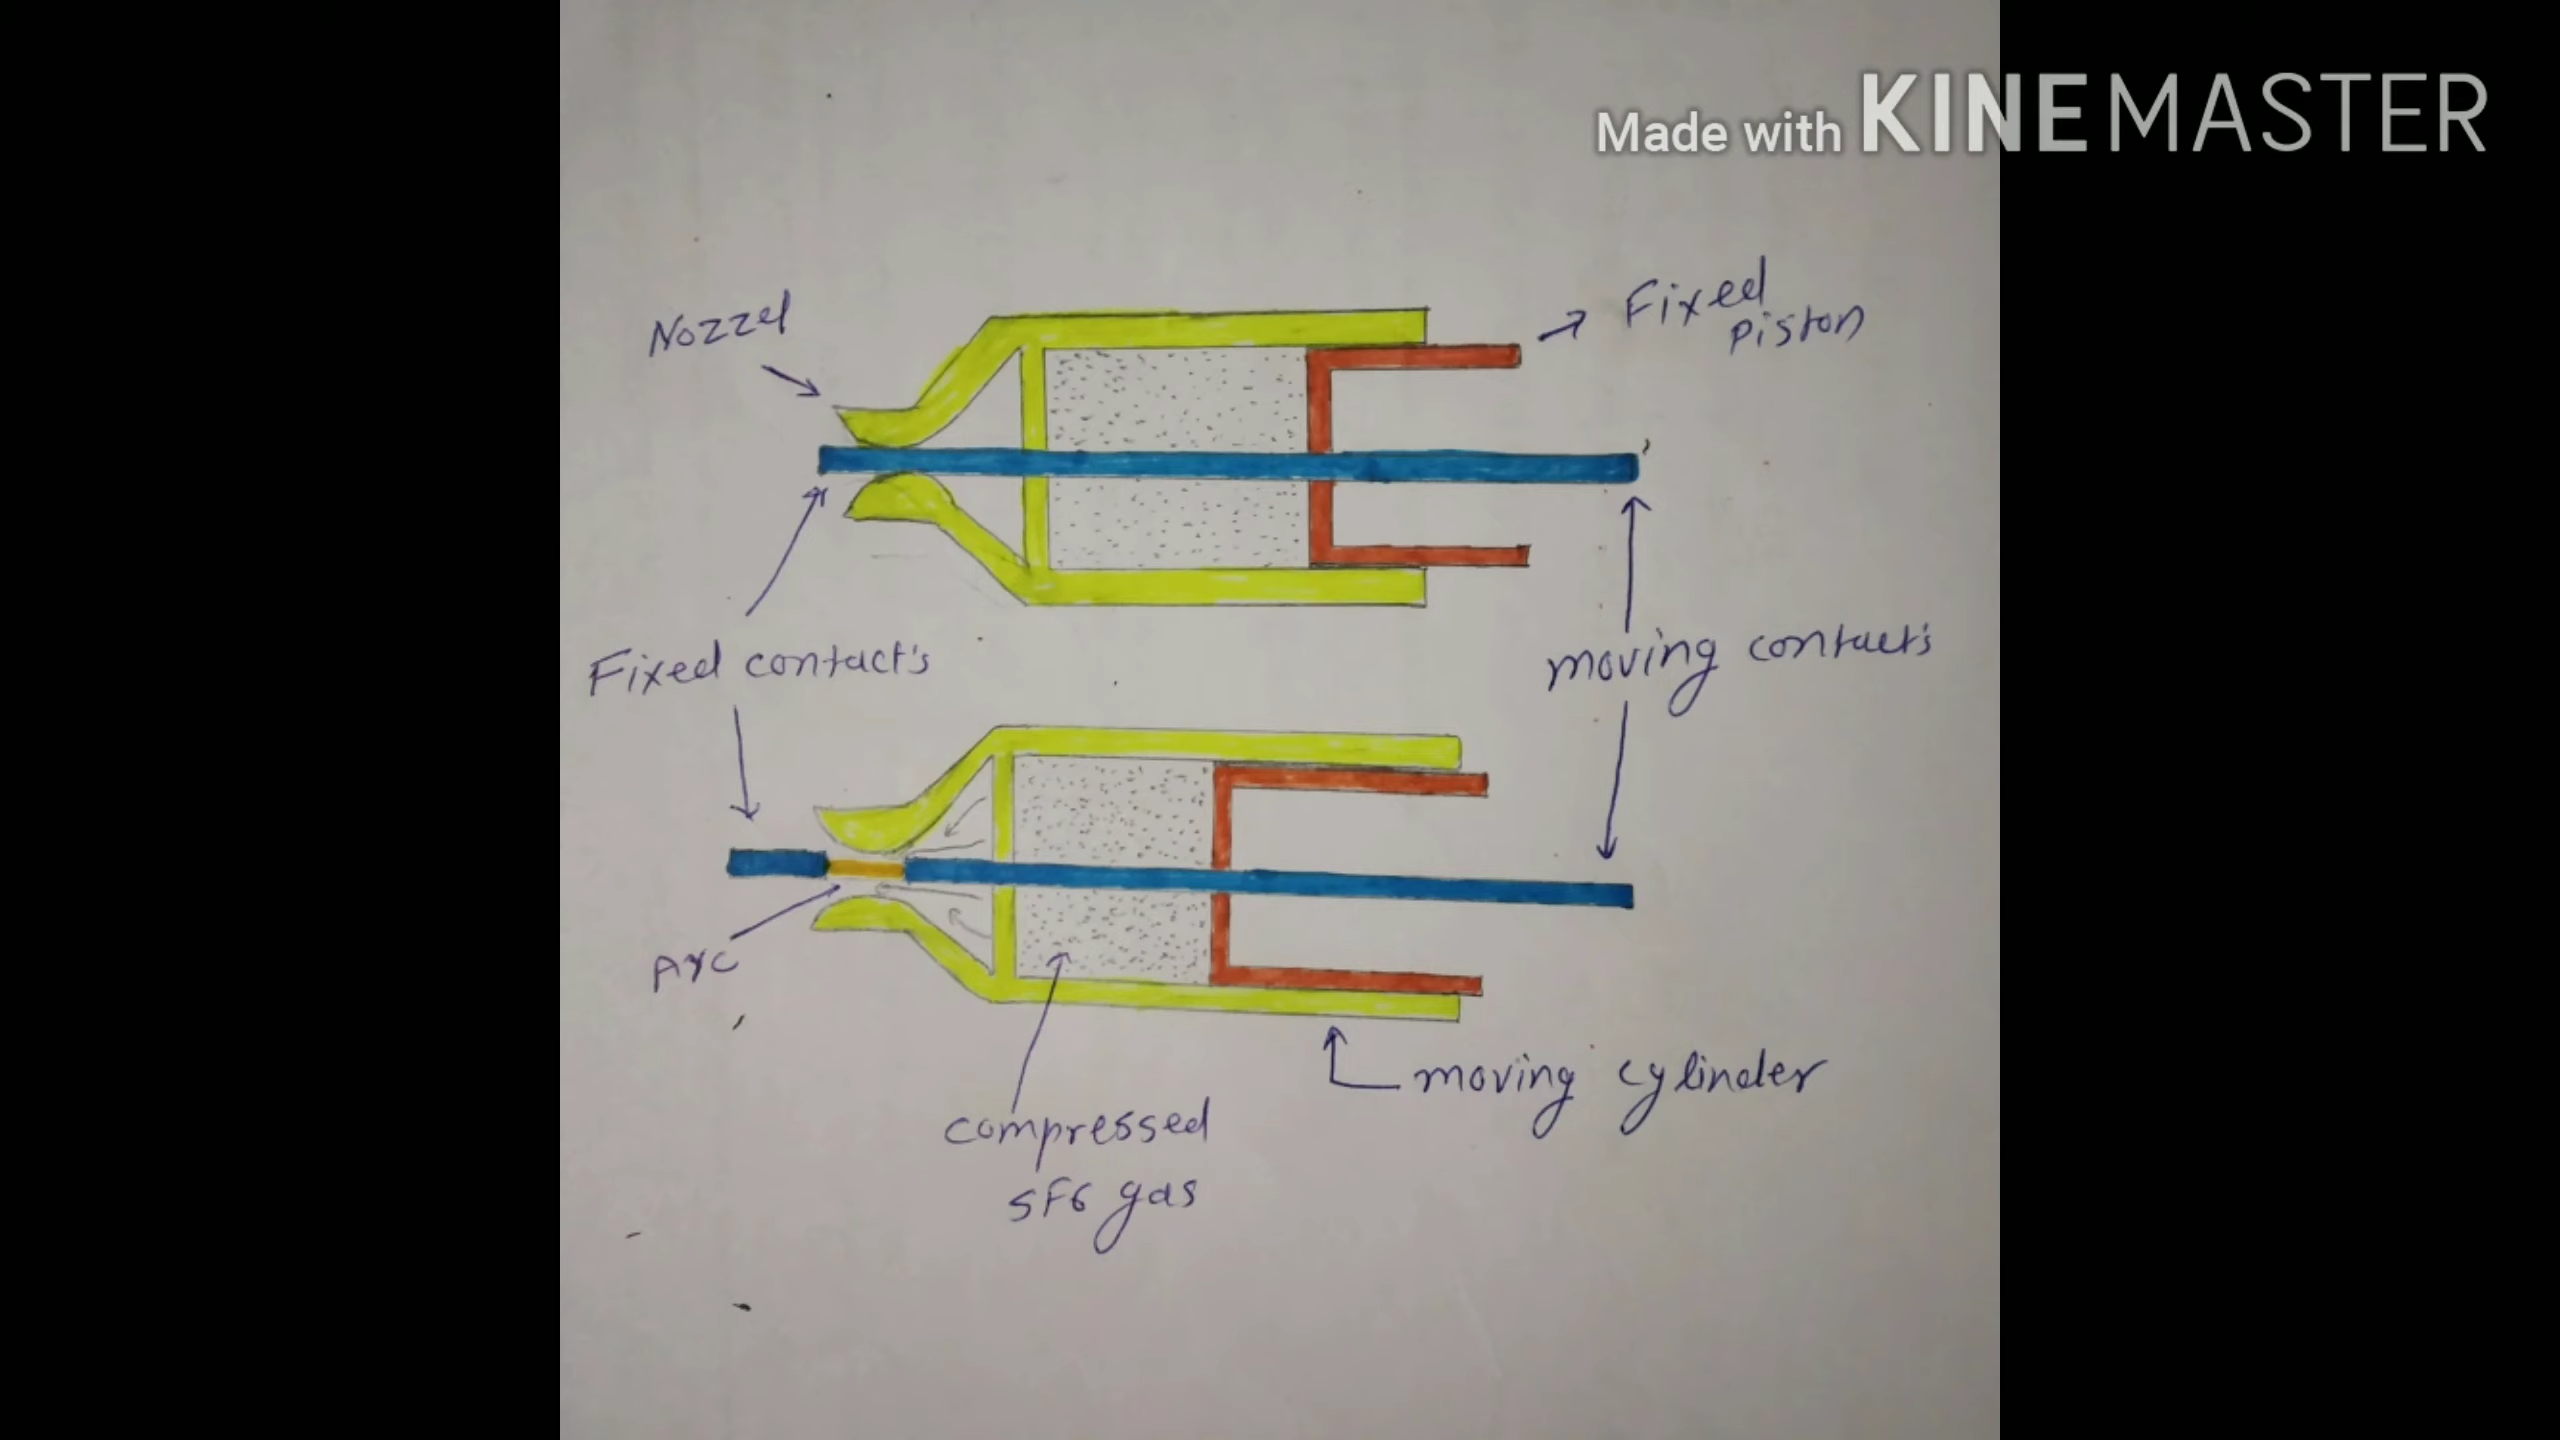 Made with KINEMASTER
Nozzel
Fixed
Piston
Fixed contact's
moving contact's
Arc
moving cylinder
compressed
SF6 gas